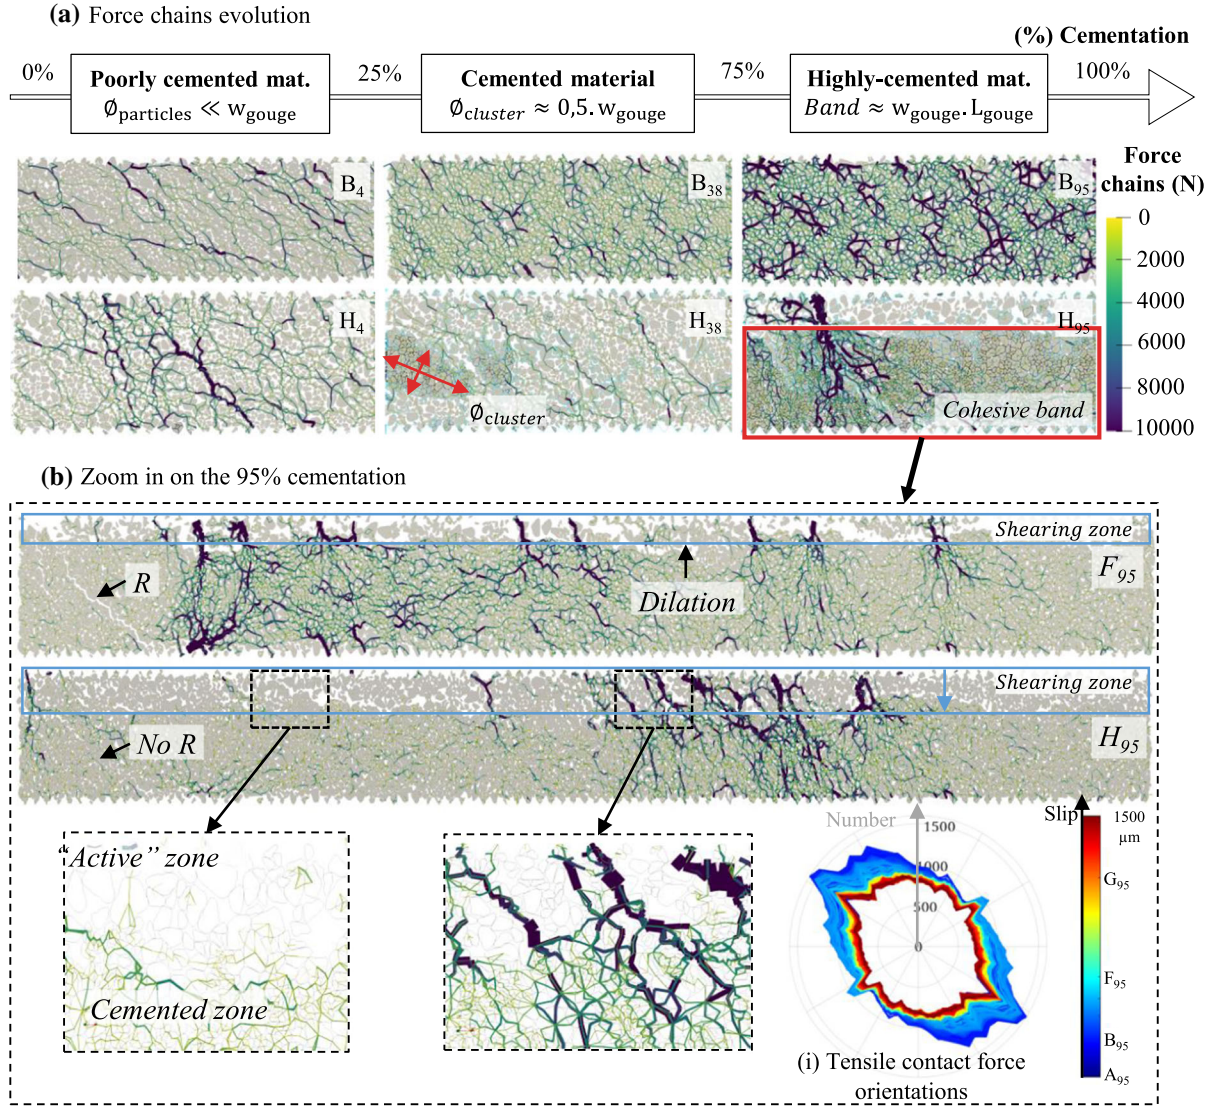 (a) Force chains evolution
(%) Cementation
0%
Poorly cemented mat.
∅particles ≪ wgouge
25%
Cemented material
∅cluster ≈ 0,5. wgouge
75%
Highly-cemented mat.
Band ≈ wgouge. Lgouge
100%
B4
B38
B95
Force
chains (N)
0
2000
4000
6000
8000
10000
H4
H38
H95
∅cluster
Cohesive band
(b) Zoom in on the 95% cementation
Shearing zone
R
Dilation
F95
Shearing zone
No R
H95
"Active" zone
Cemented zone
Number
1500
1000
500
0
Slip
1500
µm
G95
F95
B95
A95
(i) Tensile contact force
orientations